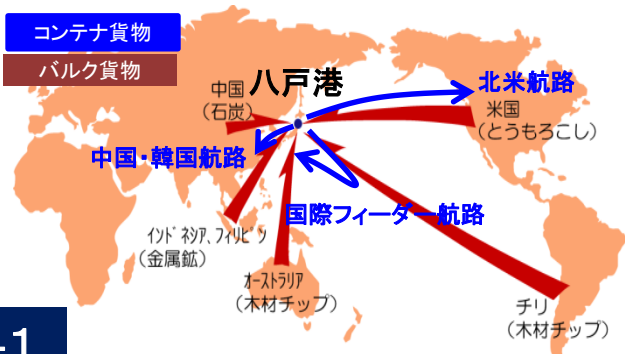 コンテナ貨物
バルク貨物
八戸港
中国
(石炭)
北米航路
米国
(とうもろこし)
中国・韓国航路
国際フィーダー航路
インドネシア、フィリピン
(金属鉱)
オーストラリア
(木材チップ)
チリ
(木材チップ)
-1